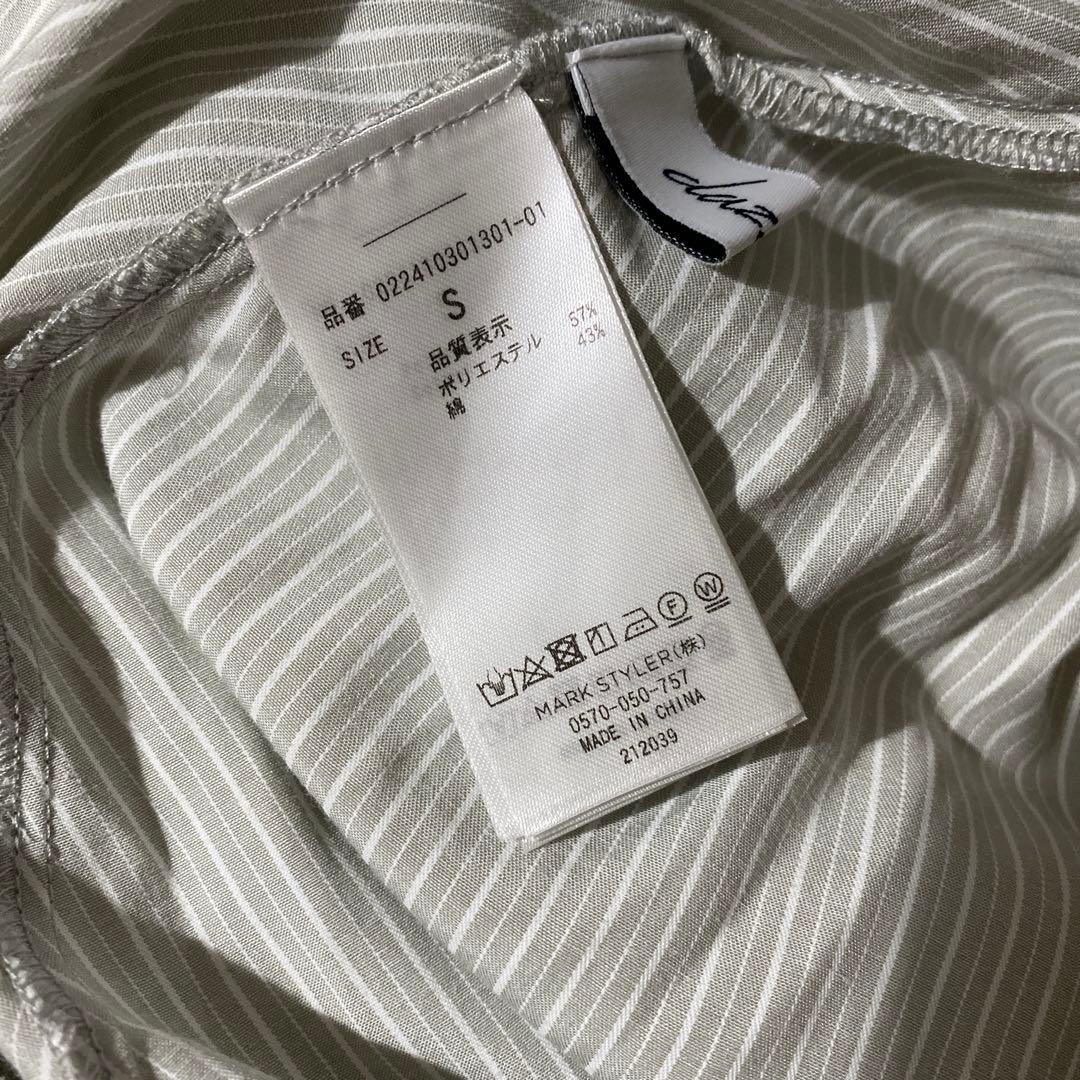 品番 022410301301-01
SIZE S
品質表示
ポリエステル 57%
綿 43%
F W
MARK STYLER(株)
0570-050-757
MADE IN CHINA
212039
daz